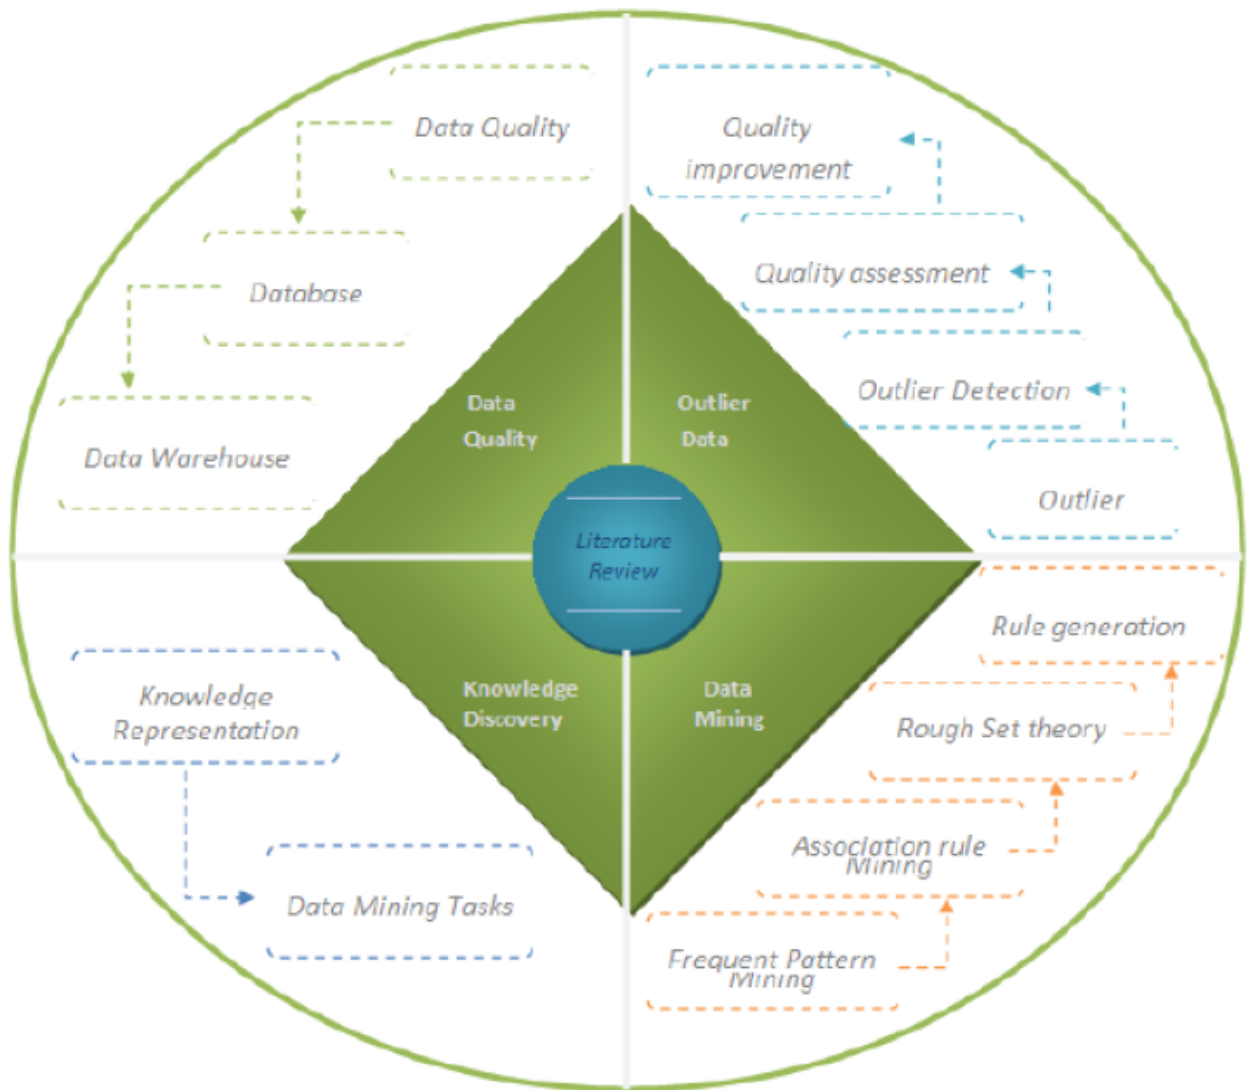 Data Quality
Database
Data Warehouse
Quality
improvement
Quality assessment
Outlier Detection
Outlier
Data
Quality
Outlier
Data
Literature
Review
Knowledge
Discovery
Data
Mining
Knowledge
Representation
Data Mining Tasks
Rule generation
Rough Set theory
Association rule
Mining
Frequent Pattern
Mining